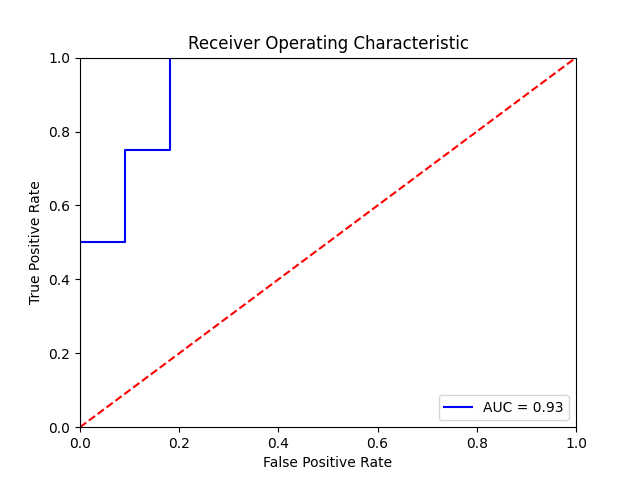 Receiver Operating Characteristic
1.0
0.8
0.6
0.4
0.2
0.0
True Positive Rate
AUC = 0.93
0.0 0.2 0.4 0.6 0.8 1.0
False Positive Rate